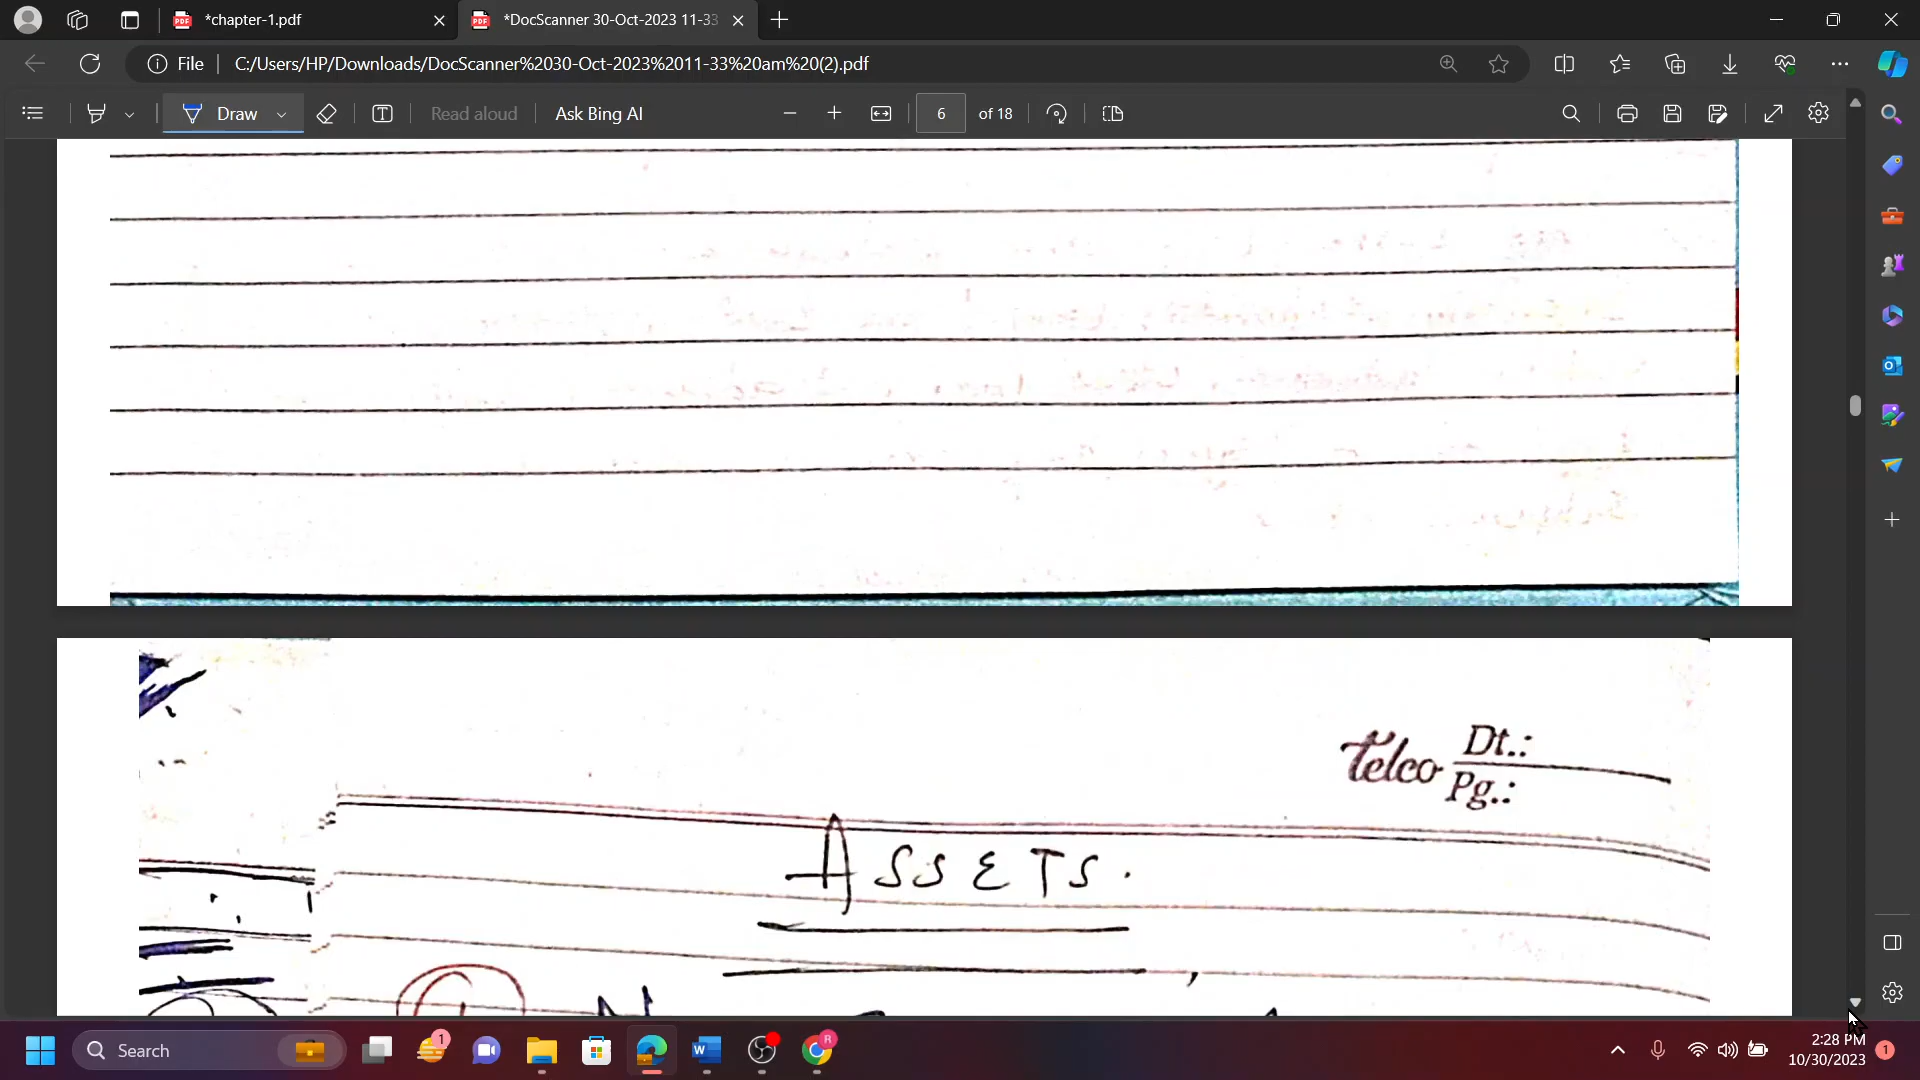 *chapter-1.pdf
*DocScanner 30-Oct-2023 11-33
File
C:/Users/HP/Downloads/DocScanner%2030-Oct-2023%2011-33%20am%20(2).pdf
Draw
Read aloud
Ask Bing AI
6
of 18
telco Dt.:
Pg.:
ASSETS.
Search
2:28 PM
10/30/2023